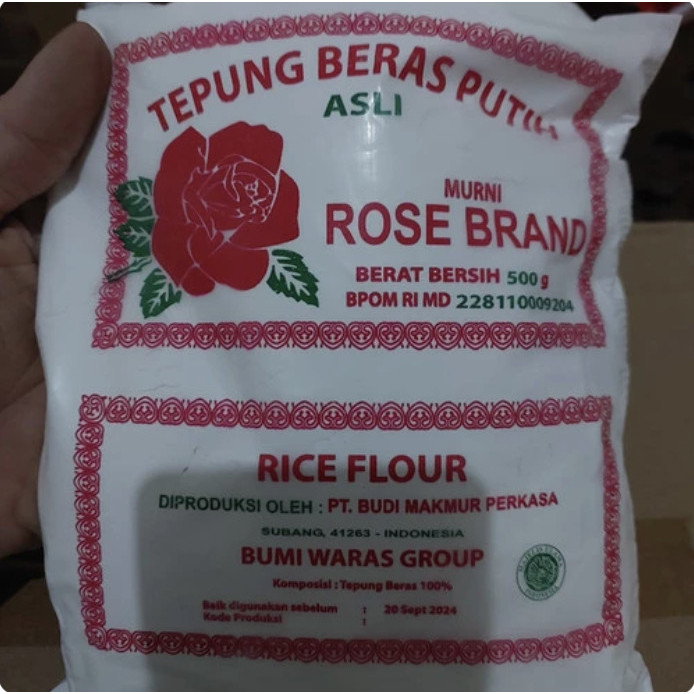 TEPUNG BERAS PUTIH
ASLI
MURNI
ROSE BRAND
BERAT BERSIH 500 g
BPOM RI MD 228110009204
RICE FLOUR
DIPRODUKSI OLEH : PT. BUDI MAKMUR PERKASA
SUBANG, 41263 - INDONESIA
BUMI WARAS GROUP
Komposisi : Tepung Beras 100%
Baik digunakan sebelum : 20 Sept 2024
Kode Produksi :